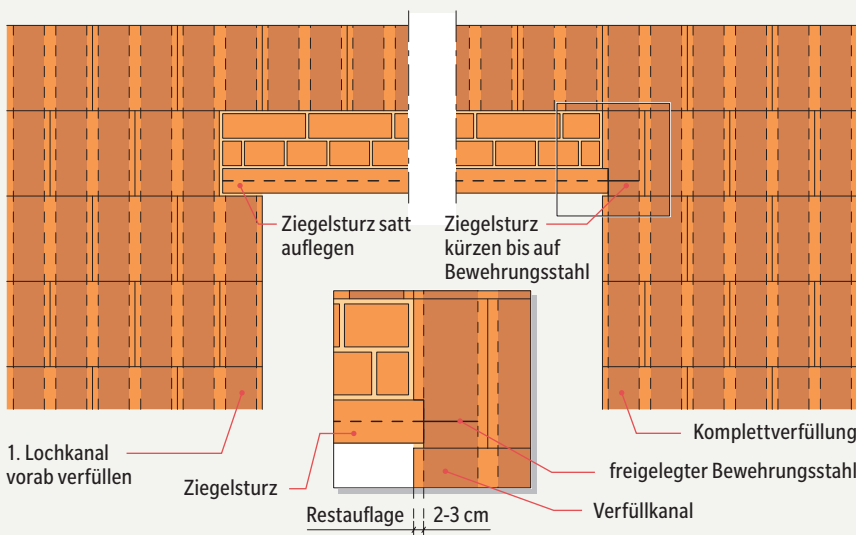 Ziegelsturz satt
auflegen
Ziegelsturz
kürzen bis auf
Bewehrungsstahl
1. Lochkanal
vorab verfüllen
Ziegelsturz
Restauflage 2-3 cm
Komplettverfüllung
freigelegter Bewehrungsstahl
Verfüllkanal